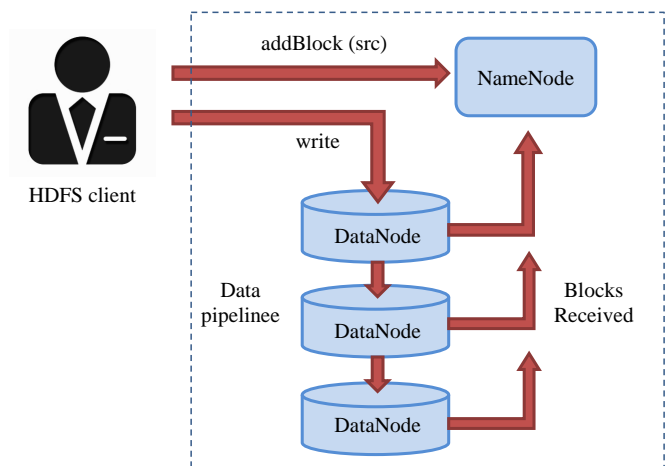 addBlock (src)
NameNode
write
HDFS client
DataNode
Data
pipelinee
DataNode
Blocks
Received
DataNode